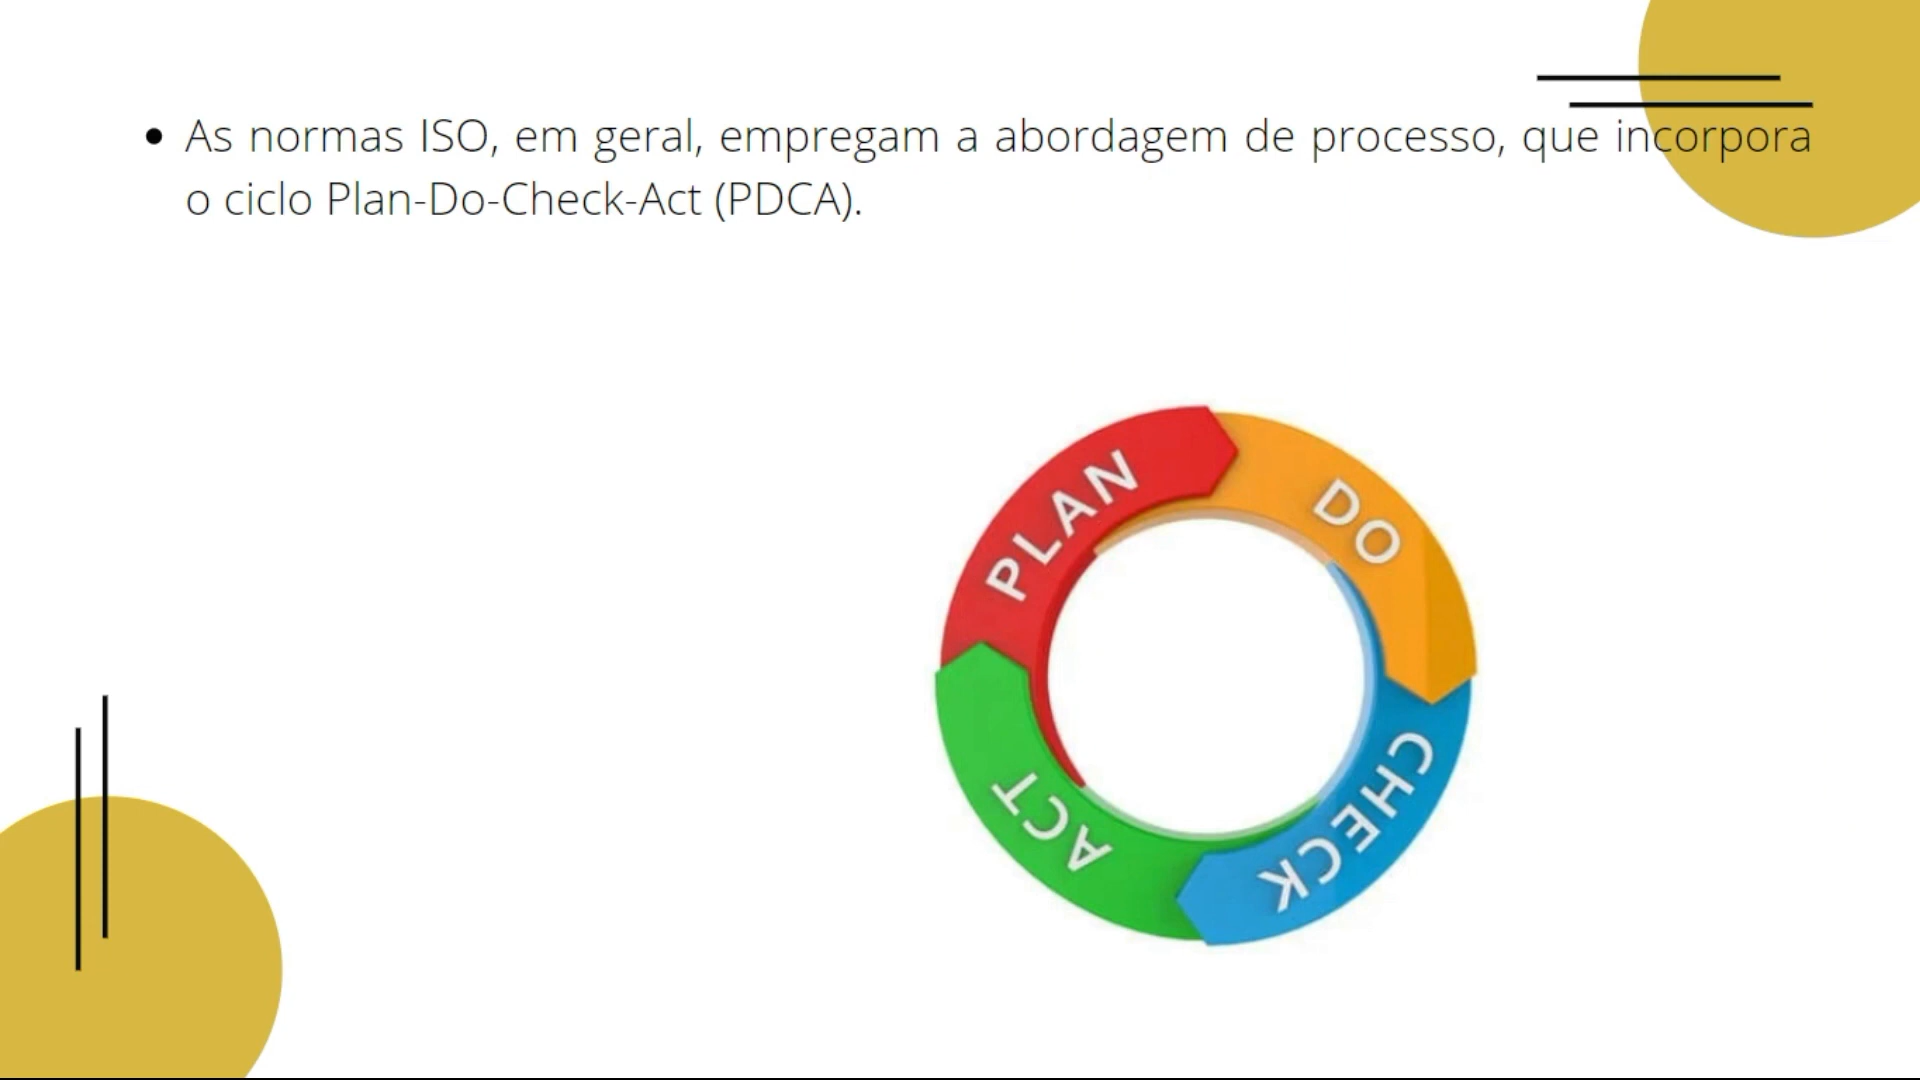 As normas ISO, em geral, empregam a abordagem de processo, que incorpora
o ciclo Plan-Do-Check-Act (PDCA).
PLAN
DO
CHECK
ACT